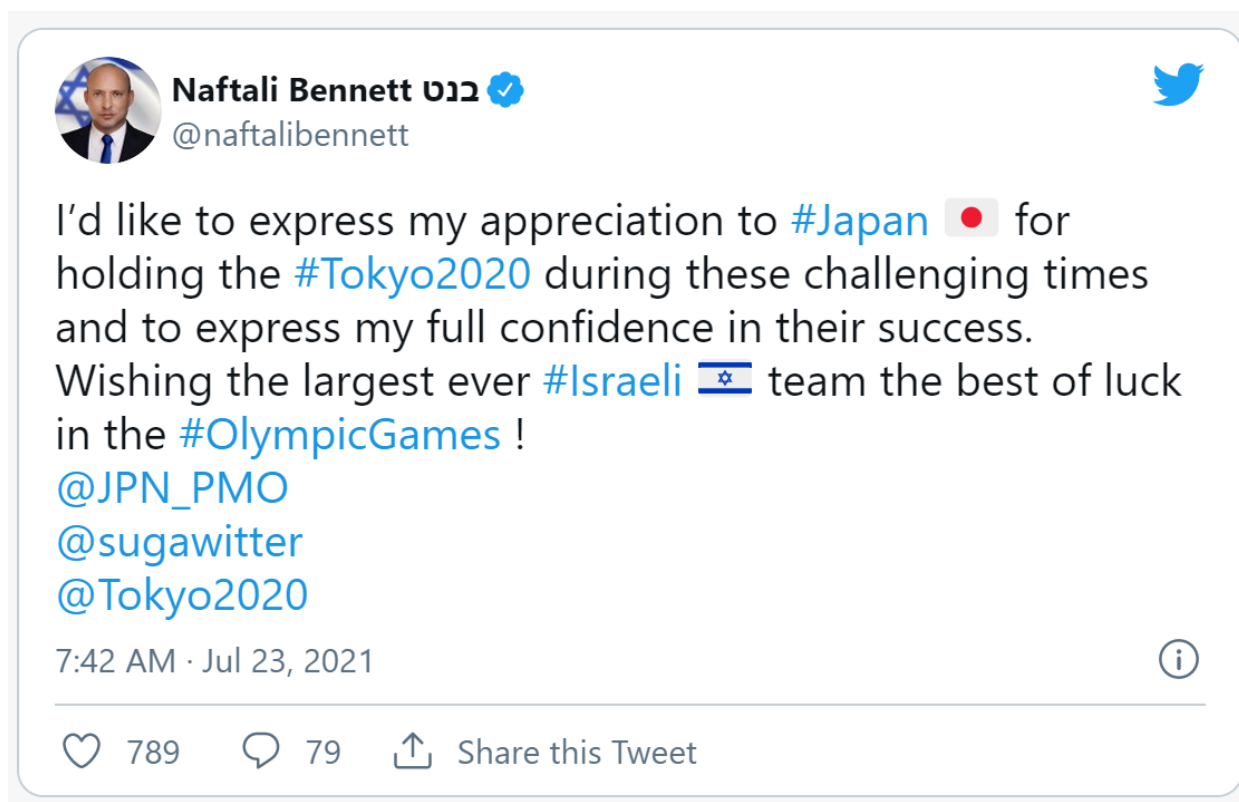 Naftali Bennett בנט
@naftalibennett
I’d like to express my appreciation to #Japan 🇯🇵 for
holding the #Tokyo2020 during these challenging times
and to express my full confidence in their success.
Wishing the largest ever #Israeli 🇮🇱 team the best of luck
in the #OlympicGames !
@JPN_PMO
@sugawitter
@Tokyo2020
7:42 AM · Jul 23, 2021
789 79 Share this Tweet